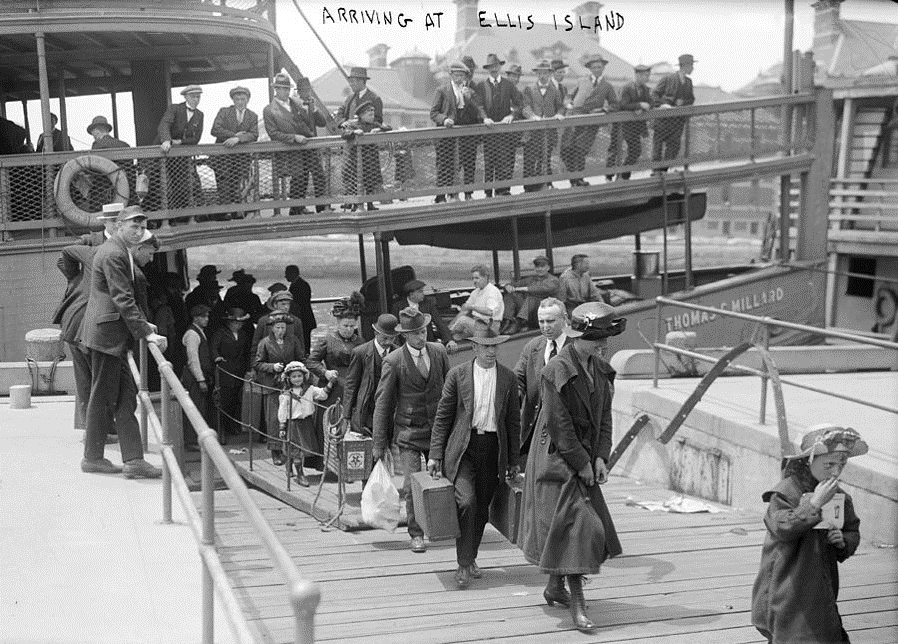 ARRIVING AT ELLIS ISLAND
THOMAS C. MILLARD